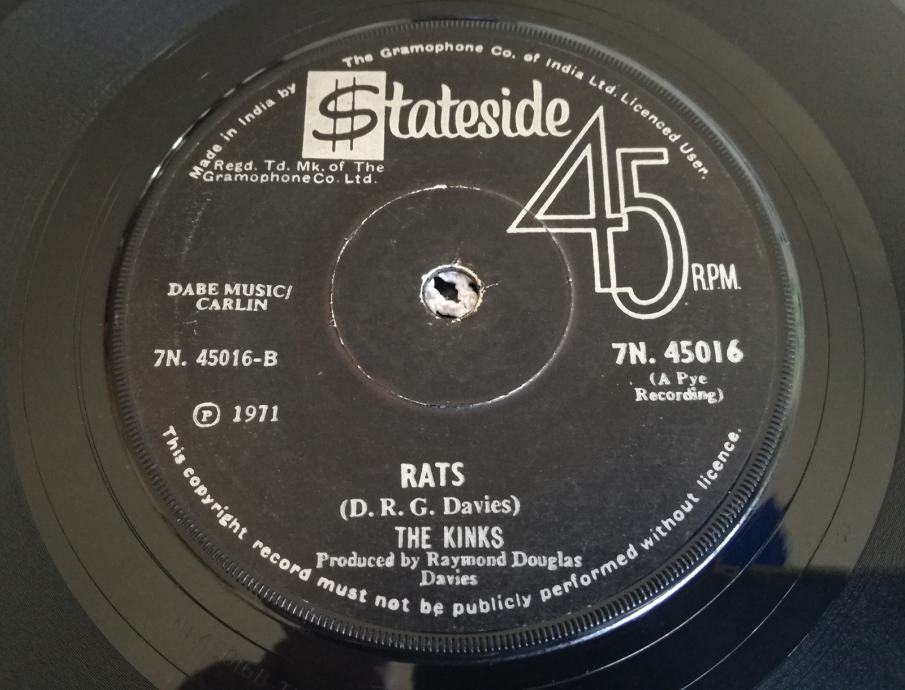 Made in India by The Gramophone Co. of India Ltd. Licenced User.
$tateside
Regd. Td. Mk. of The
Gramophone Co. Ltd.
45
R.P.M.
DABE MUSIC/
CARLIN
7N. 45016-B
Ⓟ 1971
7N. 45016
(A Pye
Recording)
RATS
(D. R. G. Davies)
THE KINKS
Produced by Raymond Douglas
Davies
This copyright record must not be publicly performed without licence.